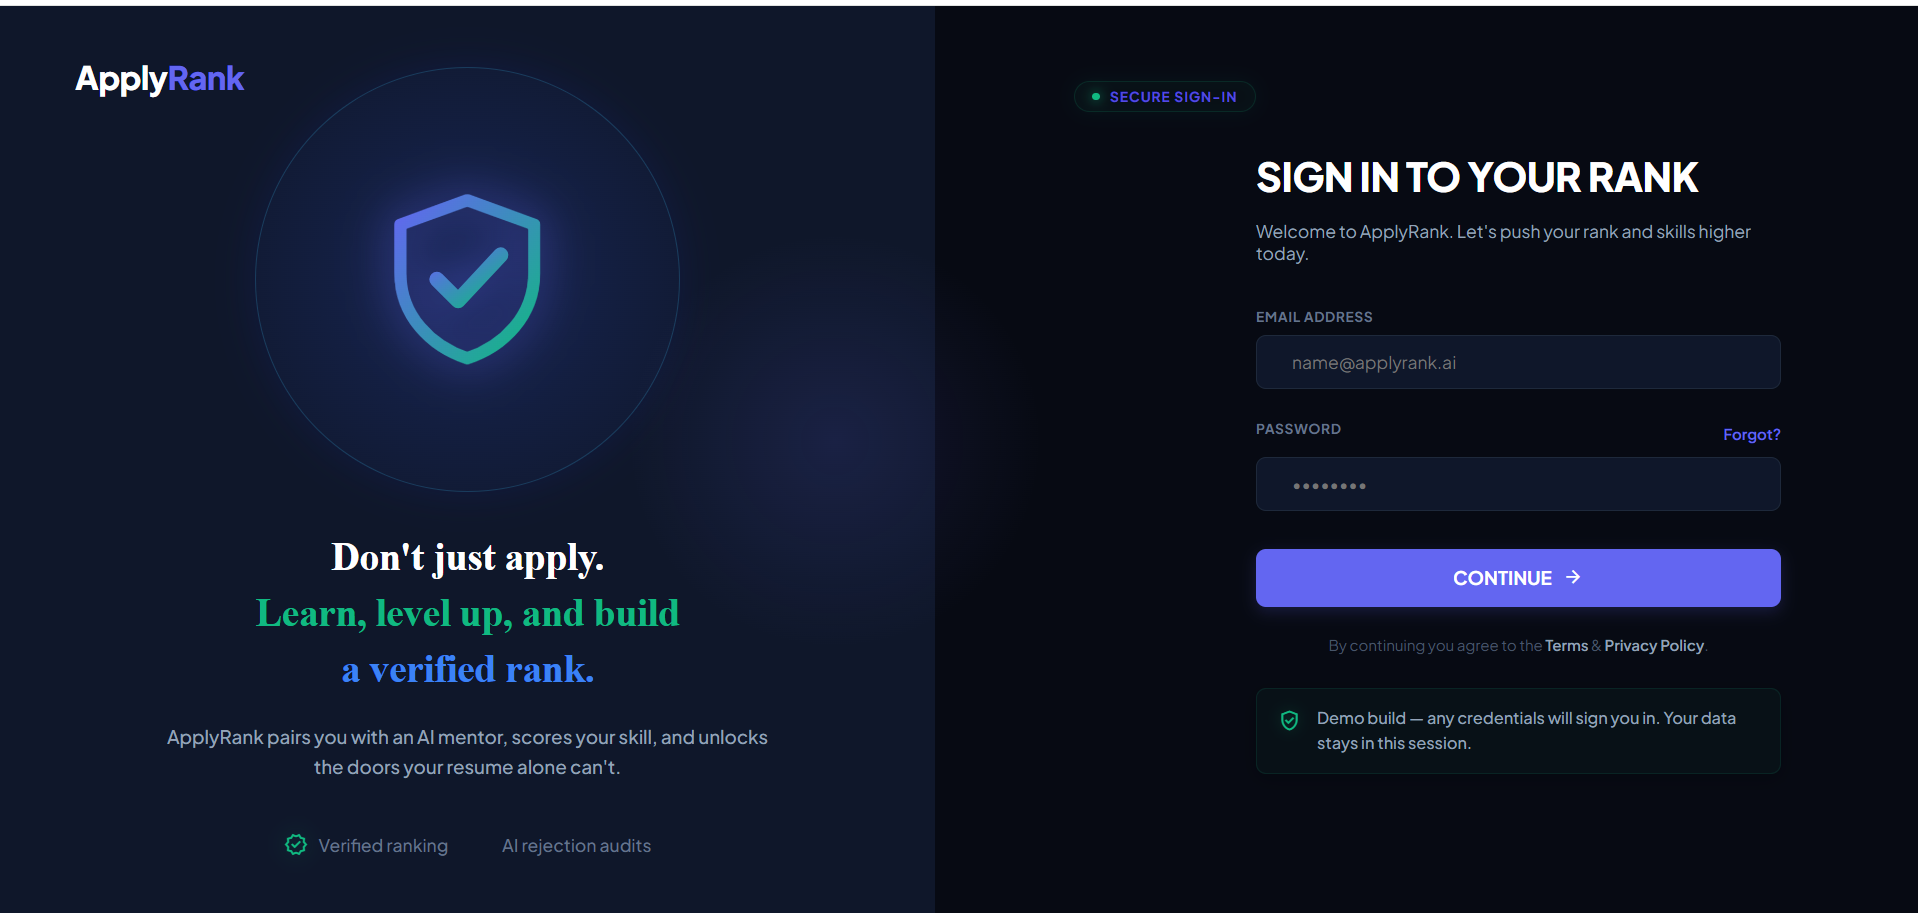 ApplyRank
Don't just apply.
Learn, level up, and build
a verified rank.
ApplyRank pairs you with an AI mentor, scores your skill, and unlocks
the doors your resume alone can't.
Verified ranking
AI rejection audits
SECURE SIGN-IN
SIGN IN TO YOUR RANK
Welcome to ApplyRank. Let's push your rank and skills higher
today.
EMAIL ADDRESS
name@applyrank.ai
PASSWORD
Forgot?
••••••••
CONTINUE →
By continuing you agree to the Terms & Privacy Policy.
Demo build — any credentials will sign you in. Your data
stays in this session.